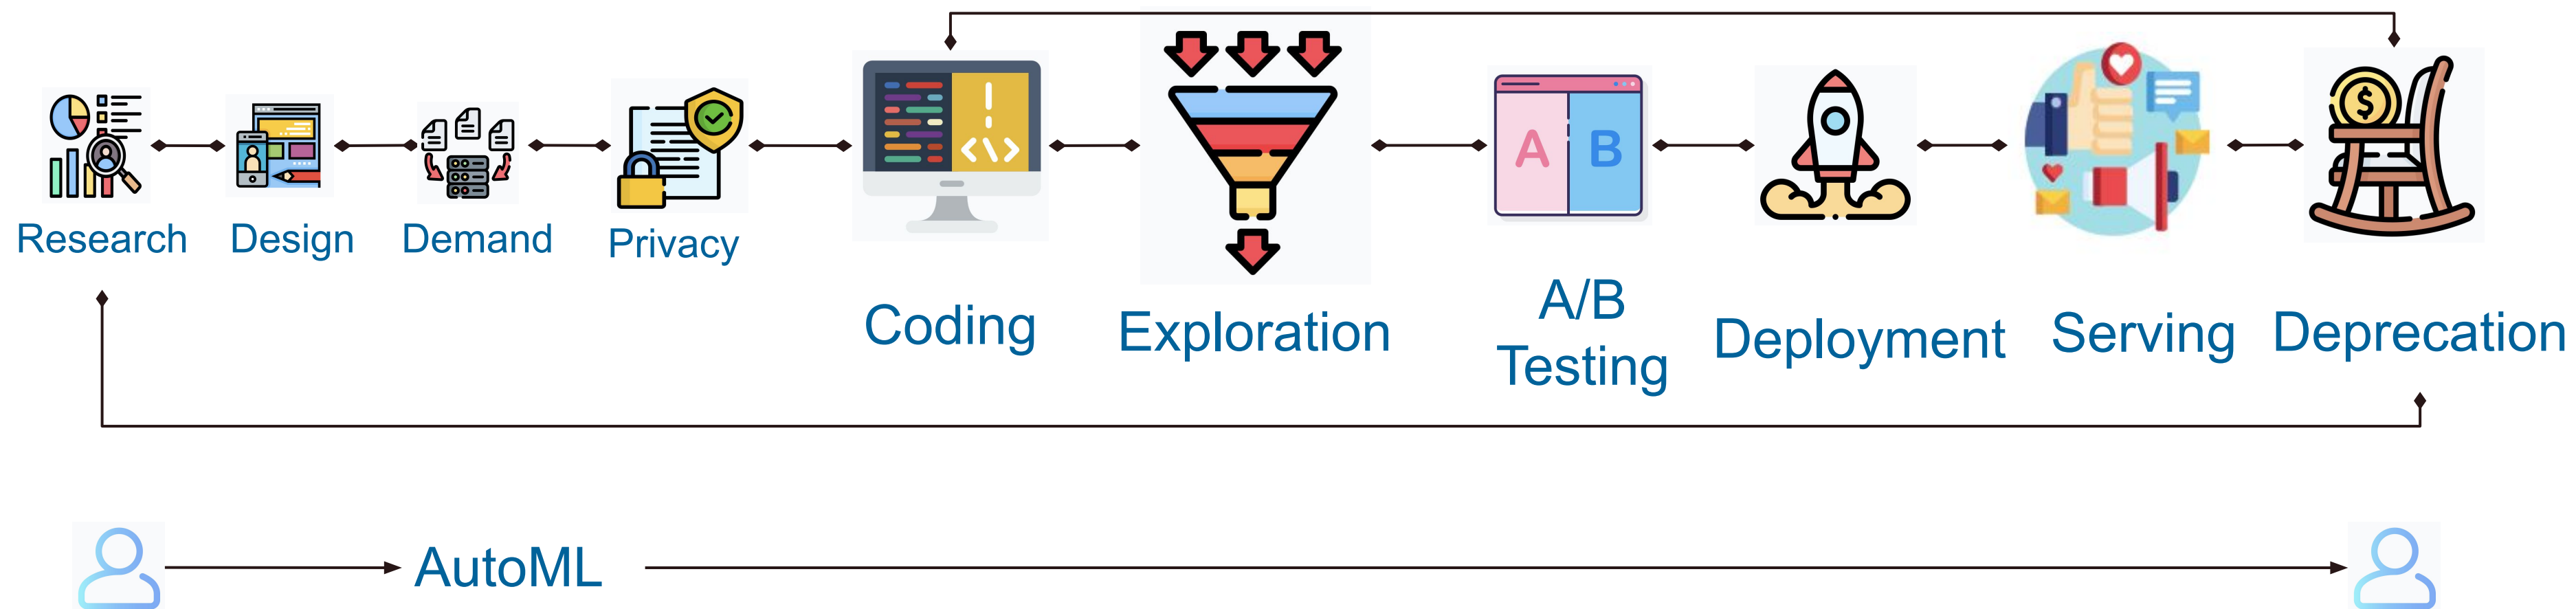 A B
Research Design Demand Privacy
Coding Exploration A/B Testing Deployment Serving Deprecation
AutoML